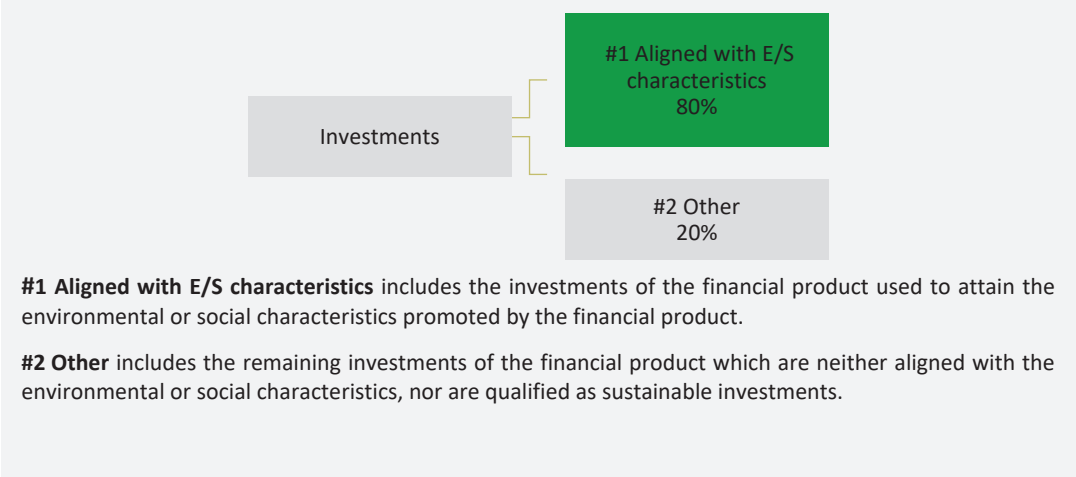 #1 Aligned with E/S
characteristics
80%
Investments
#2 Other
20%
#1 Aligned with E/S characteristics includes the investments of the financial product used to attain the
environmental or social characteristics promoted by the financial product.
#2 Other includes the remaining investments of the financial product which are neither aligned with the
environmental or social characteristics, nor are qualified as sustainable investments.